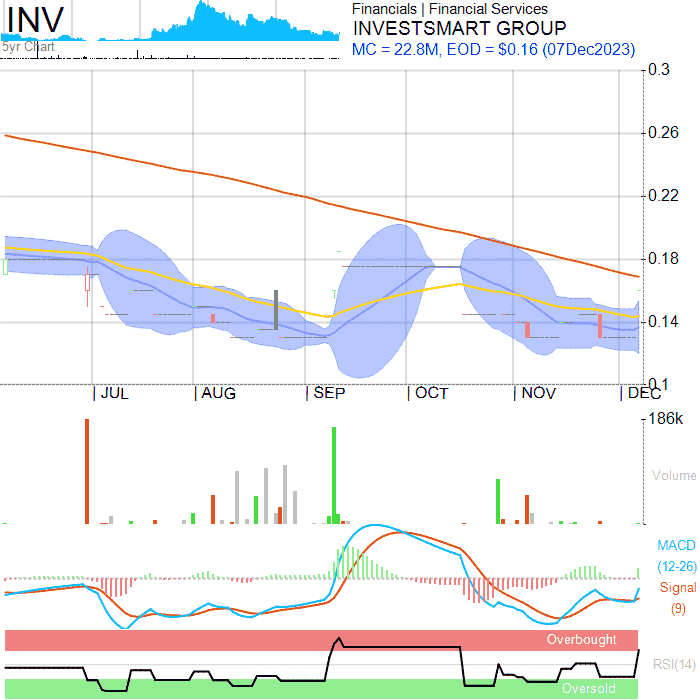 INV
5yr Chart
Financials | Financial Services
INVESTSMART GROUP
MC = 22.8M, EOD = $0.16 (07Dec2023)
0.3
0.26
0.22
0.18
0.14
0.1
JUL AUG SEP OCT NOV DEC
186k
Volume
MACD
(12-26)
Signal
(9)
Overbought
RSI(14)
Oversold